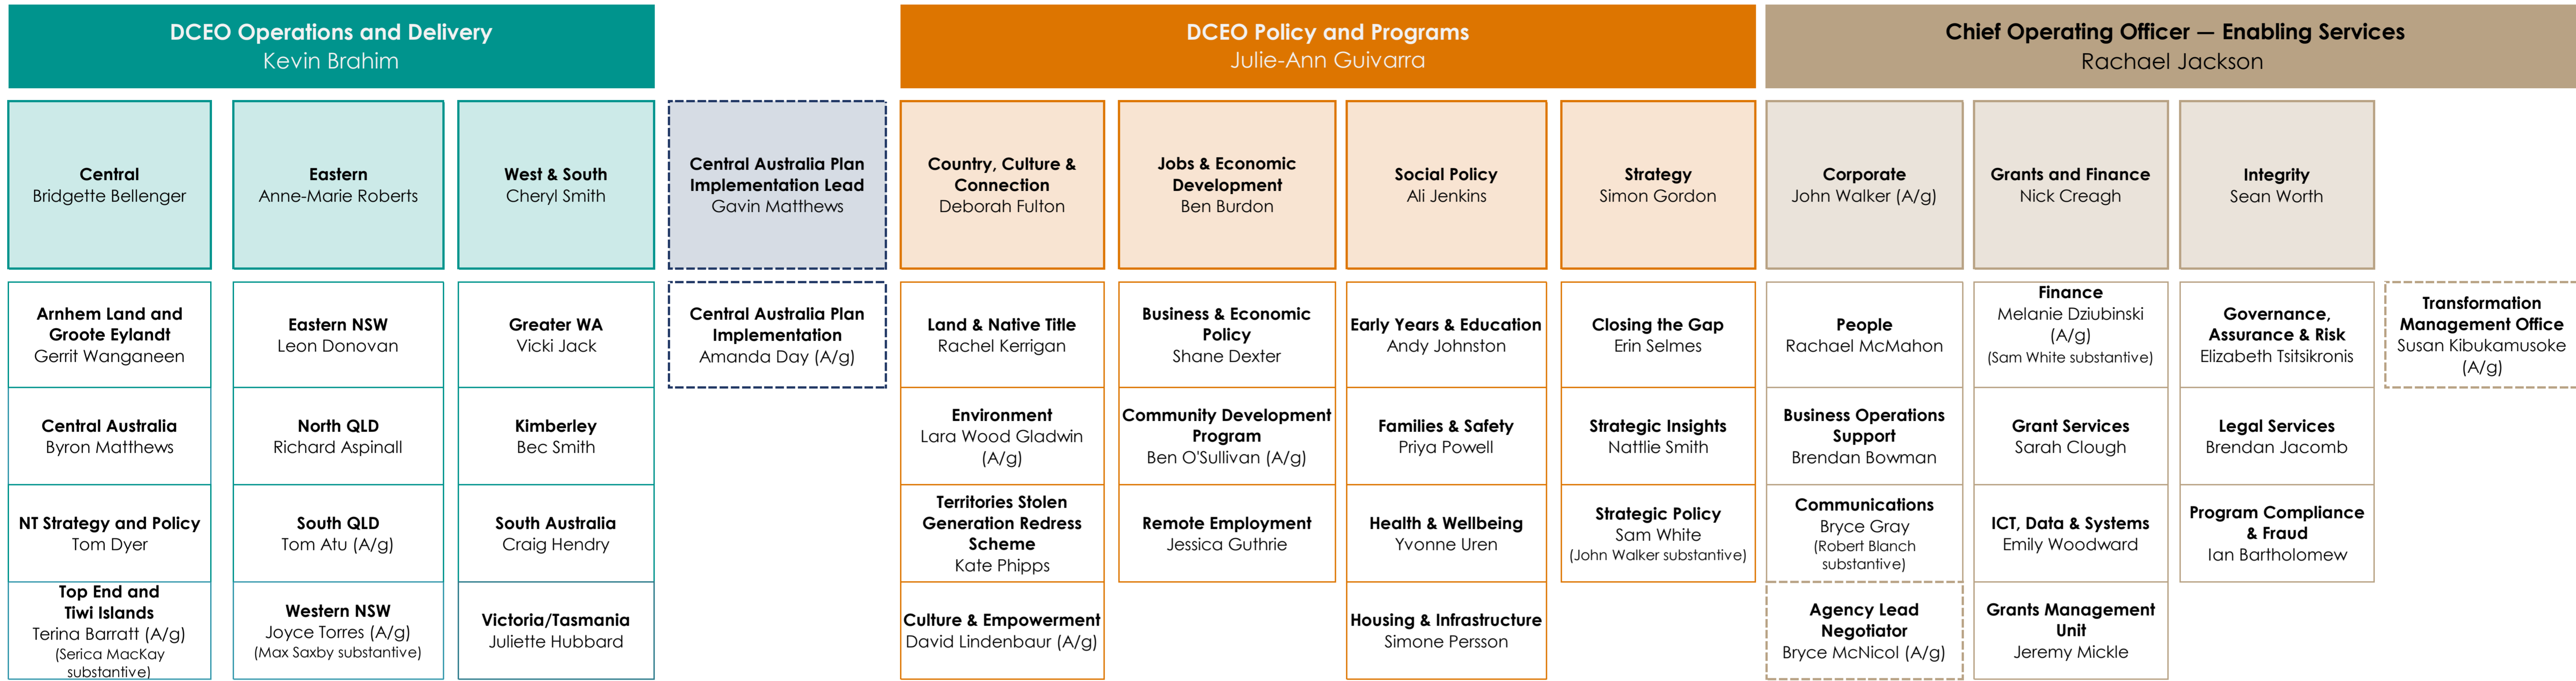 DCEO Operations and Delivery
Kevin Brahim
DCEO Policy and Programs
Julie-Ann Guivarra
Chief Operating Officer — Enabling Services
Rachael Jackson
Central
Bridgette Bellenger
Eastern
Anne-Marie Roberts
West & South
Cheryl Smith
Central Australia Plan
Implementation Lead
Gavin Matthews
Country, Culture &
Connection
Deborah Fulton
Jobs & Economic
Development
Ben Burdon
Social Policy
Ali Jenkins
Strategy
Simon Gordon
Corporate
John Walker (A/g)
Grants and Finance
Nick Creagh
Integrity
Sean Worth
Arnhem Land and
Groote Eylandt
Gerrit Wanganeen
Eastern NSW
Leon Donovan
Greater WA
Vicki Jack
Central Australia Plan
Implementation
Amanda Day (A/g)
Land & Native Title
Rachel Kerrigan
Business & Economic
Policy
Shane Dexter
Early Years & Education
Andy Johnston
Closing the Gap
Erin Selmes
People
Rachael McMahon
Finance
Melanie Dziubinski
(A/g)
(Sam White substantive)
Governance,
Assurance & Risk
Elizabeth Tsitsikronis
Transformation
Management Office
Susan Kibukamusoke
(A/g)
Central Australia
Byron Matthews
North QLD
Richard Aspinall
Kimberley
Bec Smith
Environment
Lara Wood Gladwin
(A/g)
Community Development
Program
Ben O'Sullivan (A/g)
Families & Safety
Priya Powell
Strategic Insights
Nattlie Smith
Business Operations
Support
Brendan Bowman
Grant Services
Sarah Clough
Legal Services
Brendan Jacomb
NT Strategy and Policy
Tom Dyer
South QLD
Tom Atu (A/g)
South Australia
Craig Hendry
Territories Stolen
Generation Redress
Scheme
Kate Phipps
Remote Employment
Jessica Guthrie
Health & Wellbeing
Yvonne Uren
Strategic Policy
Sam White
(John Walker substantive)
Communications
Bryce Gray
(Robert Blanch
substantive)
ICT, Data & Systems
Emily Woodward
Program Compliance
& Fraud
Ian Bartholomew
Top End and
Tiwi Islands
Terina Barratt (A/g)
(Serica MacKay
substantive)
Western NSW
Joyce Torres (A/g)
(Max Saxby substantive)
Victoria/Tasmania
Juliette Hubbard
Culture & Empowerment
David Lindenbaur (A/g)
Housing & Infrastructure
Simone Persson
Agency Lead
Negotiator
Bryce McNicol (A/g)
Grants Management
Unit
Jeremy Mickle